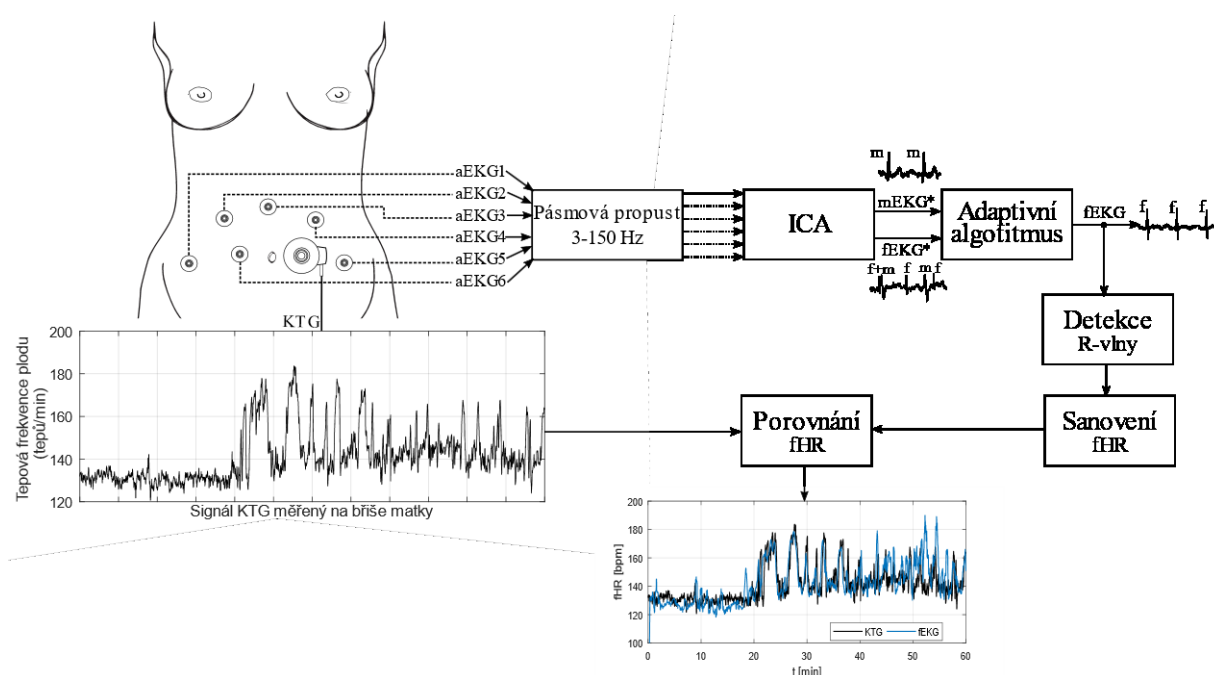 aEKG1
aEKG2
aEKG3
aEKG4
aEKG5
aEKG6
KTG
Pásmová propust
3-150 Hz
ICA
m m
mEKG*
fEKG*
f+m f m f
Adaptivní
algotitmus
fEKG
f f f
Detekce
R-vlny
Sanovení
fHR
Porovnání
fHR
Tepová frekvence plodu
(tepů/min)
200
180
160
140
120
Signál KTG měřený na břiše matky
fHR [bpm]
200
180
160
140
120
100
KTG fEKG
0 10 20 30 40 50 60
t [min]